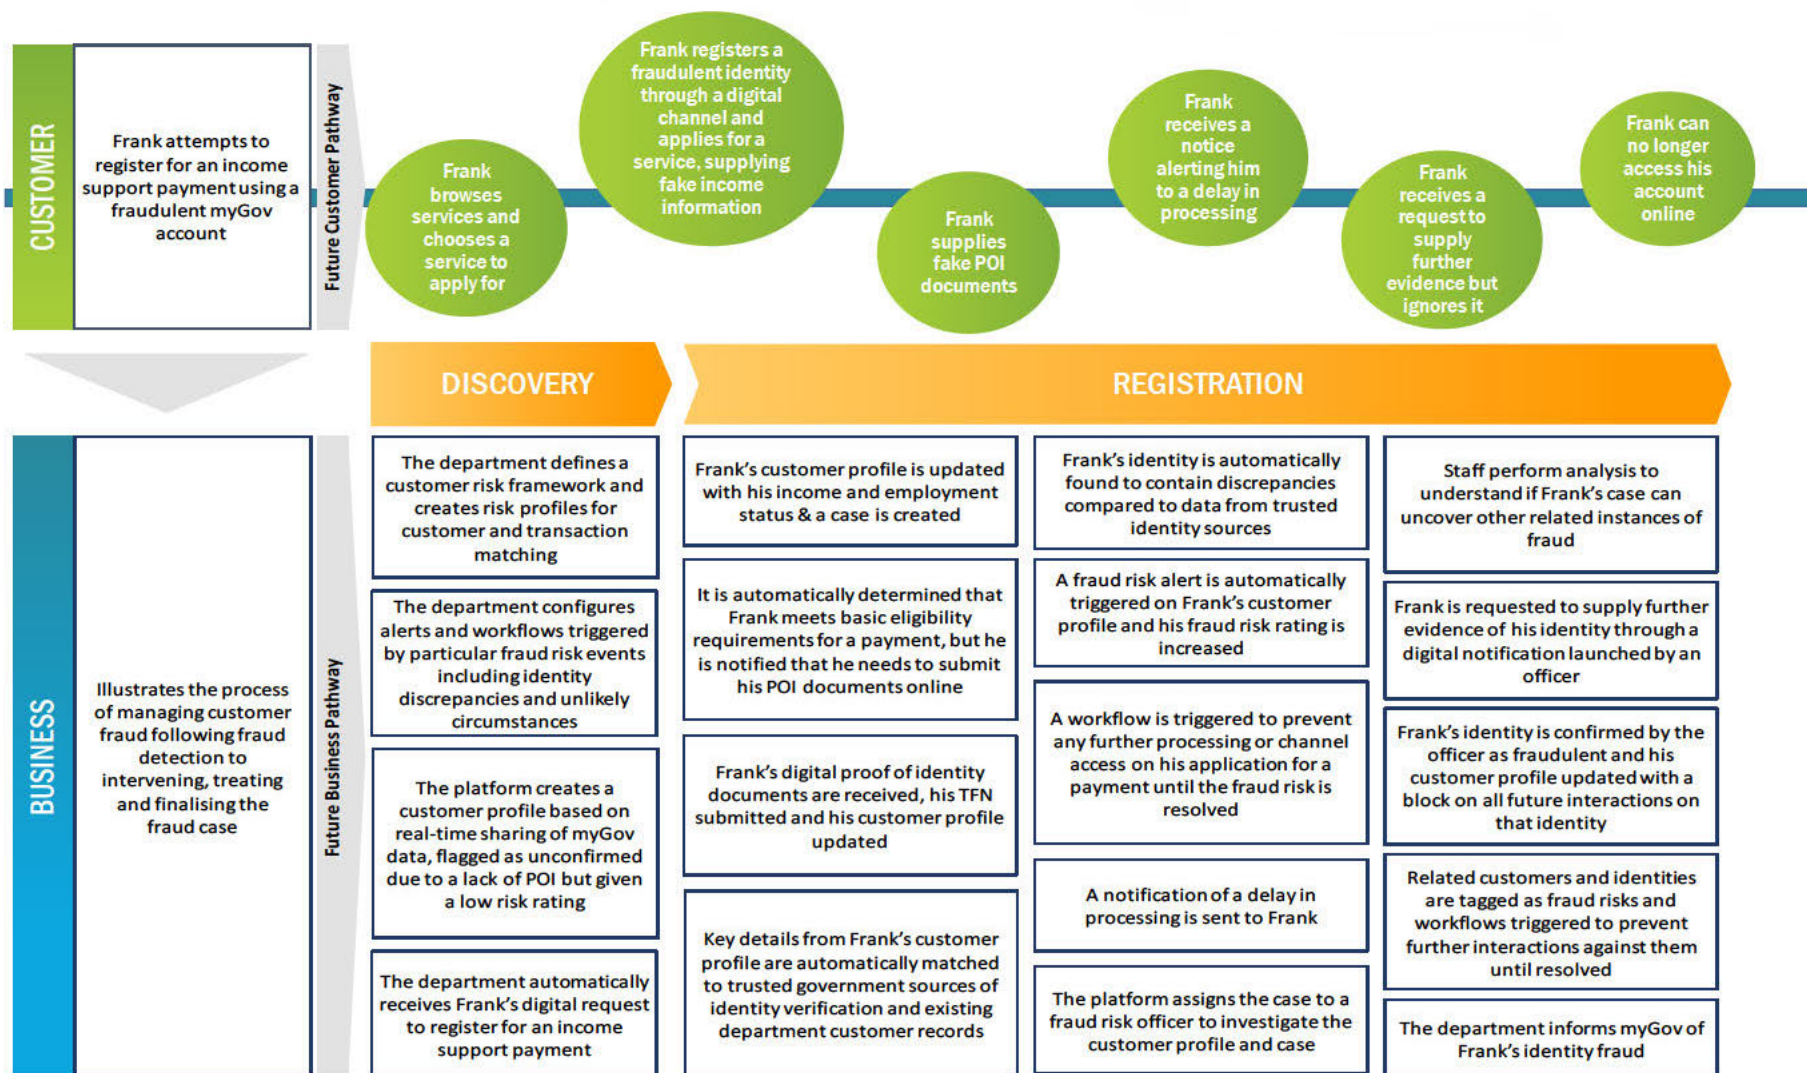 CUSTOMER
Frank attempts to
register for an income
support payment using a
fraudulent myGov
account
Future Customer Pathway
Frank
browses
services and
chooses a
service to
apply for
Frank registers a
fraudulent identity
through a digital
channel and
applies for a
service, supplying
fake income
information
Frank
supplies
fake POI
documents
Frank
receives a
notice
alerting him
to a delay in
processing
Frank
receives a
request to
supply
further
evidence but
ignores it
Frank can
no longer
access his
account
online
DISCOVERY
REGISTRATION
BUSINESS
Illustrates the process
of managing customer
fraud following fraud
detection to
intervening, treating
and finalising the
fraud case
Future Business Pathway
The department defines a
customer risk framework and
creates risk profiles for
customer and transaction
matching
The department configures
alerts and workflows triggered
by particular fraud risk events
including identity
discrepancies and unlikely
circumstances
The platform creates a
customer profile based on
real-time sharing of myGov
data, flagged as unconfirmed
due to a lack of POI but given
a low risk rating
The department automatically
receives Frank's digital request
to register for an income
support payment
Frank's customer profile is updated
with his income and employment
status & a case is created
It is automatically determined that
Frank meets basic eligibility
requirements for a payment, but he
is notified that he needs to submit
his POI documents online
Frank's digital proof of identity
documents are received, his TFN
submitted and his customer profile
updated
Key details from Frank's customer
profile are automatically matched
to trusted government sources of
identity verification and existing
department customer records
Frank's identity is automatically
found to contain discrepancies
compared to data from trusted
identity sources
A fraud risk alert is automatically
triggered on Frank's customer
profile and his fraud risk rating is
increased
A workflow is triggered to prevent
any further processing or channel
access on his application for a
payment until the fraud risk is
resolved
A notification of a delay in
processing is sent to Frank
The platform assigns the case to a
fraud risk officer to investigate the
customer profile and case
Staff perform analysis to
understand if Frank's case can
uncover other related instances of
fraud
Frank is requested to supply further
evidence of his identity through a
digital notification launched by an
officer
Frank's identity is confirmed by the
officer as fraudulent and his
customer profile updated with a
block on all future interactions on
that identity
Related customers and identities
are tagged as fraud risks and
workflows triggered to prevent
further interactions against them
until resolved
The department informs myGov of
Frank's identity fraud